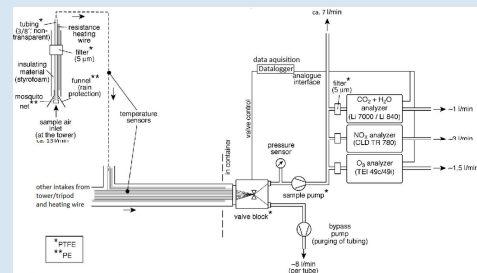 tubing *
(3/8" non-
transparent)
resistance
heating
wire
filter *
(5 µm)
insulating
material
(styrofoam)
funnel **
(rain
protection)
mosquito
** net
sample air
inlet
(at the tower)
ca. 13 l/min
temperature
sensors
other intakes from
tower/tripod
and heating wire
in container
valve control
data aquisition
Datalogger
analogue
interface
ca. 7 l/min
filter *
(5 µm)
CO2 + H2O
analyzer
(Li 7000 / Li 840)
~1 l/min
NOx analyzer
(CLD TR 780)
~3 l/min
O3 analyzer
(TEI 49c/49i)
~1,5 l/min
pressure
sensor
sample pump *
valve block *
bypass
pump
(purging of tubing)
~8 l/min
(per tube)
* PTFE
** PE